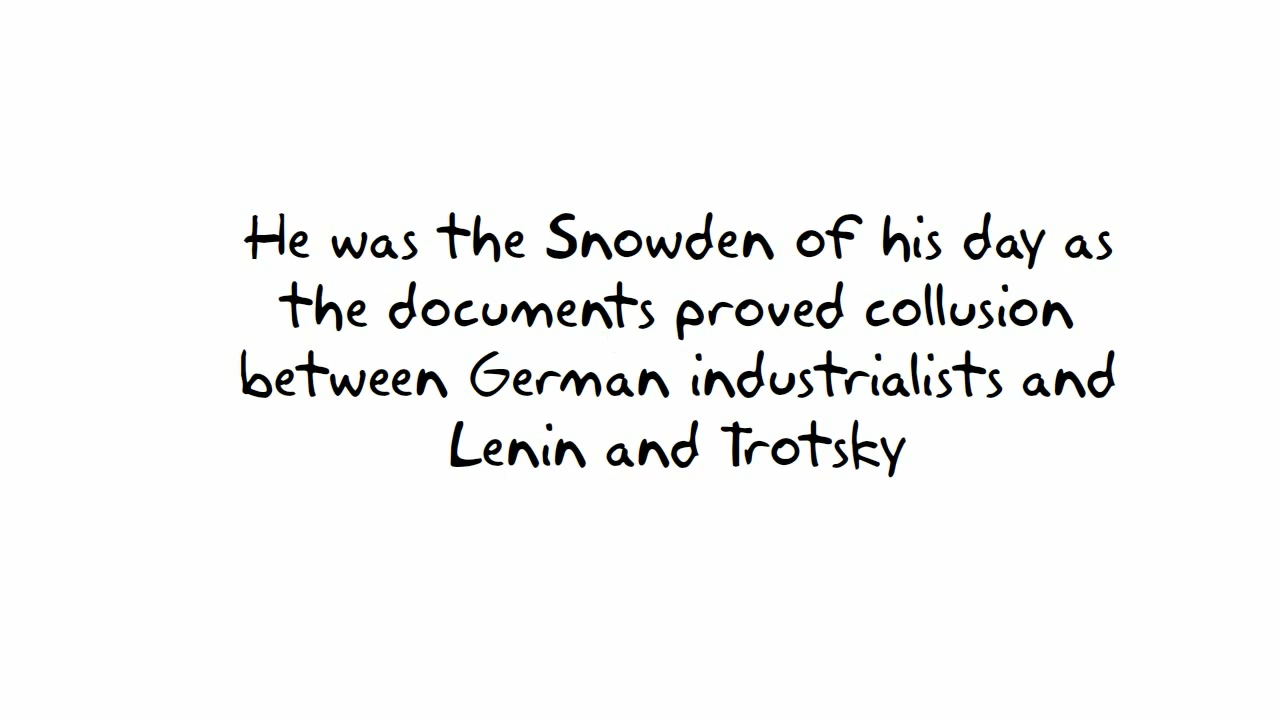 He was the Snowden of his day as
the documents proved collusion
between German industrialists and
Lenin and Trotsky